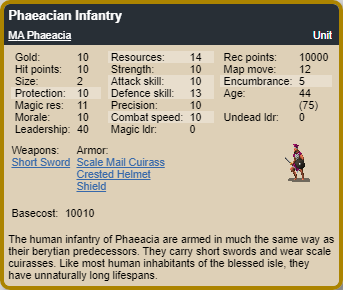 Phaeacian Infantry
MA Phaeacia Unit
Gold: 10 Resources: 14 Rec points: 10000
Hit points: 10 Strength: 10 Map move: 12
Size: 2 Attack skill: 10 Encumbrance: 5
Protection: 10 Defence skill: 13 Age: 44
Magic res: 11 Precision: 10 (75)
Morale: 10 Combat speed: 10 Undead ldr: 0
Leadership: 40 Magic ldr: 0
Weapons: Armor:
Short Sword Scale Mail Cuirass
Crested Helmet
Shield
Basecost: 10010
The human infantry of Phaeacia are armed in much the same way as
their berytian predecessors. They carry short swords and wear scale
cuirasses. Like most human inhabitants of the blessed isle, they
have unnaturally long lifespans.